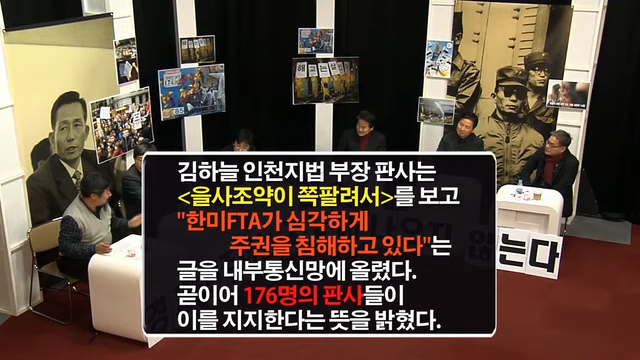 김하늘 인천지법 부장 판사는
<을사조약이 쪽팔려서>를 보고
"한미FTA가 심각하게
주권을 침해하고 있다"는
글을 내부통신망에 올렸다.
곧이어 176명의 판사들이
이를 지지한다는 뜻을 밝혔다.
는다